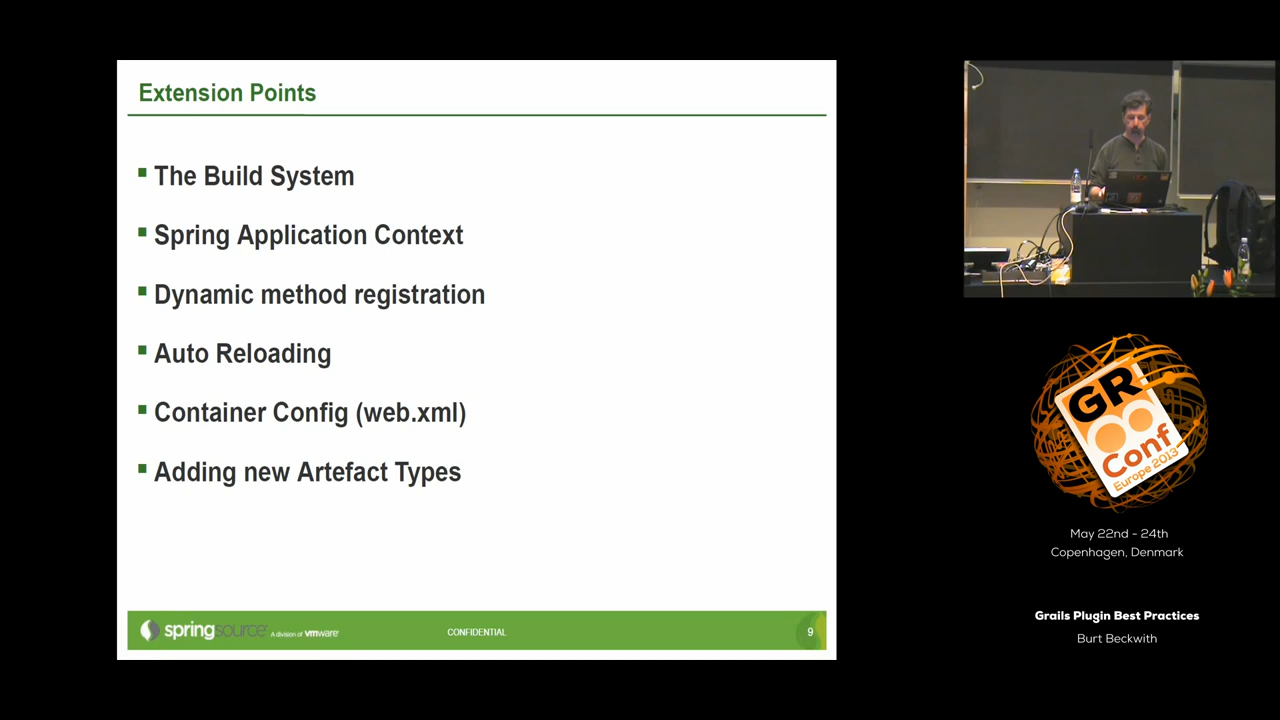 Extension Points
The Build System
Spring Application Context
Dynamic method registration
Auto Reloading
Container Config (web.xml)
Adding new Artefact Types
springsource A division of vmware
CONFIDENTIAL
9
GR
Conf
Europe 2013
May 22nd - 24th
Copenhagen, Denmark
Grails Plugin Best Practices
Burt Beckwith